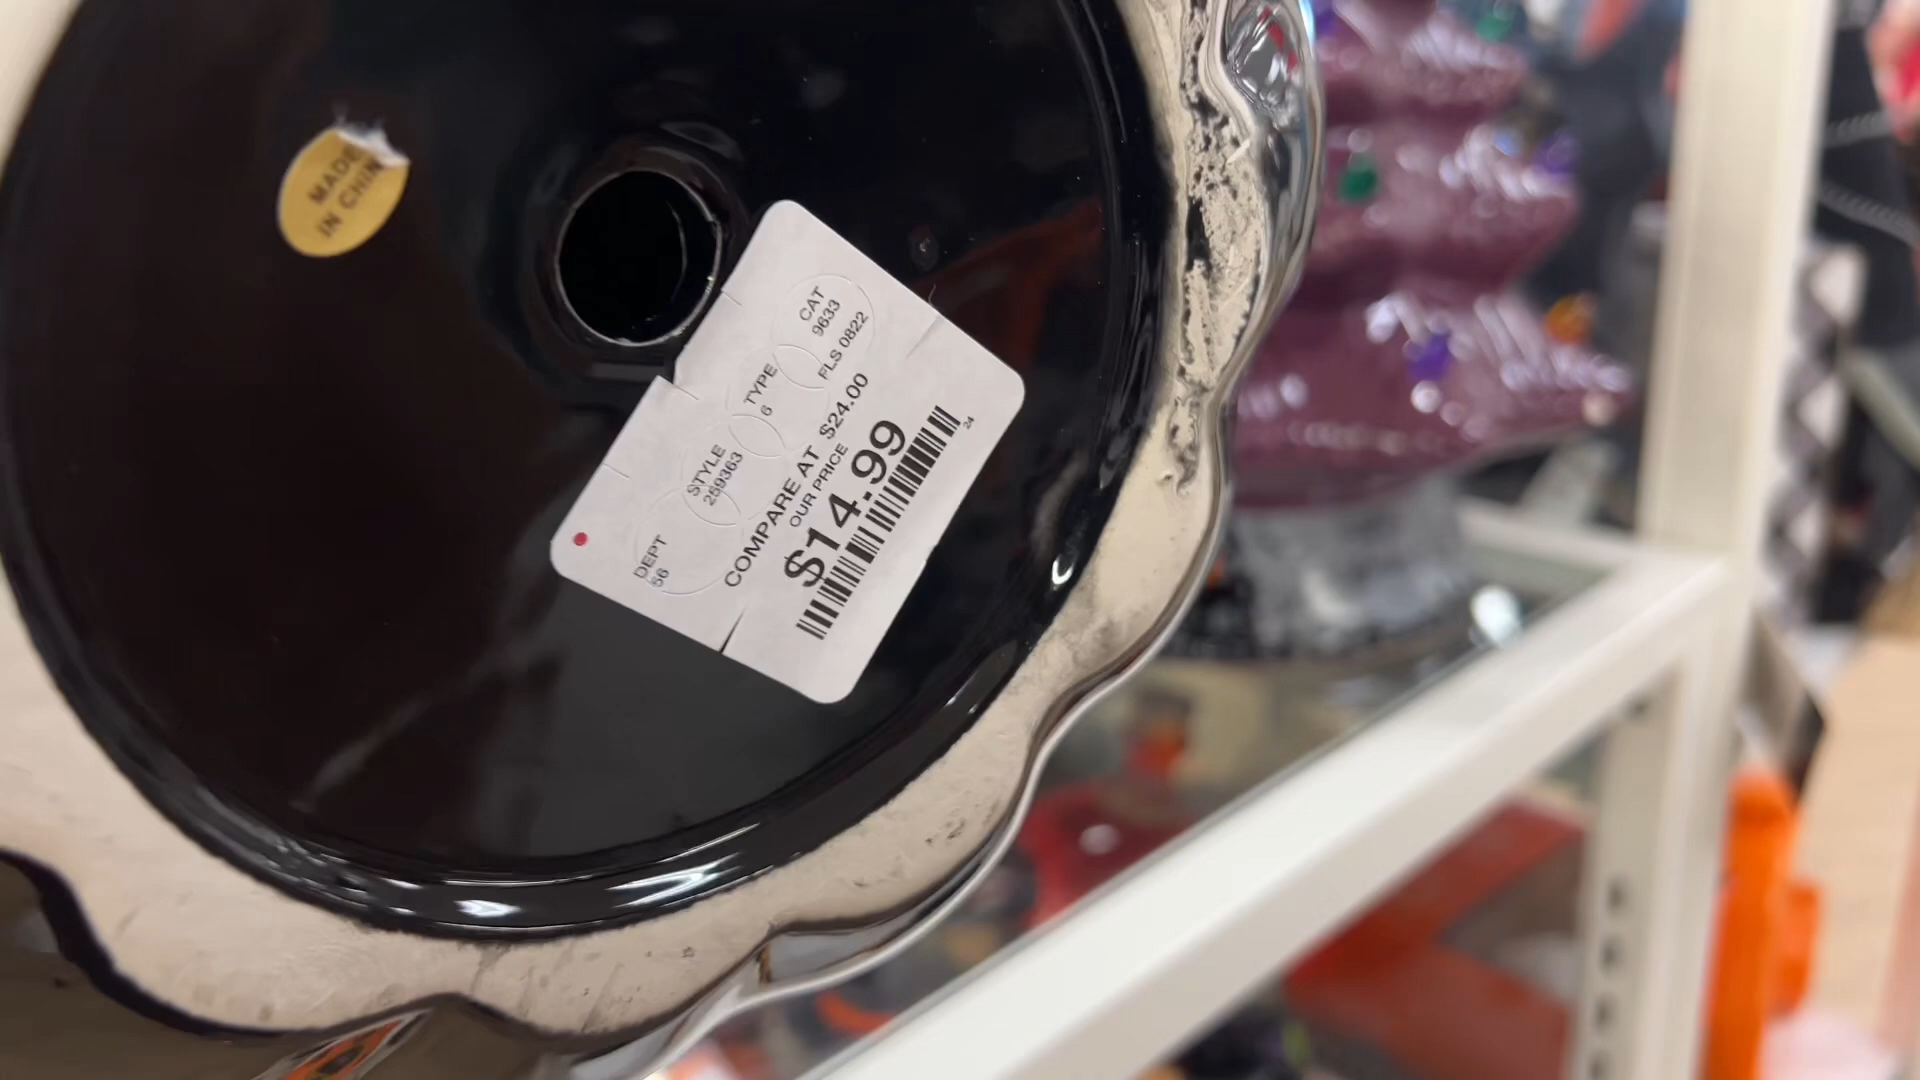 MADE
IN CHINA
DEPT
56
STYLE
259363
TYPE
6
CAT
9633
FLS 0822
COMPARE AT $24.00
OUR PRICE
$14.99
24